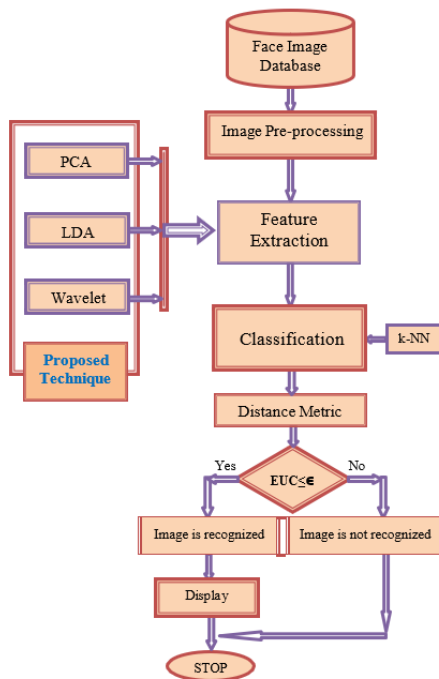 Face Image
Database
Image Pre-processing
PCA
LDA
Wavelet
Proposed
Technique
Feature
Extraction
Classification
k-NN
Distance Metric
Yes
No
EUC≤∈
Image is recognized
Image is not recognized
Display
STOP